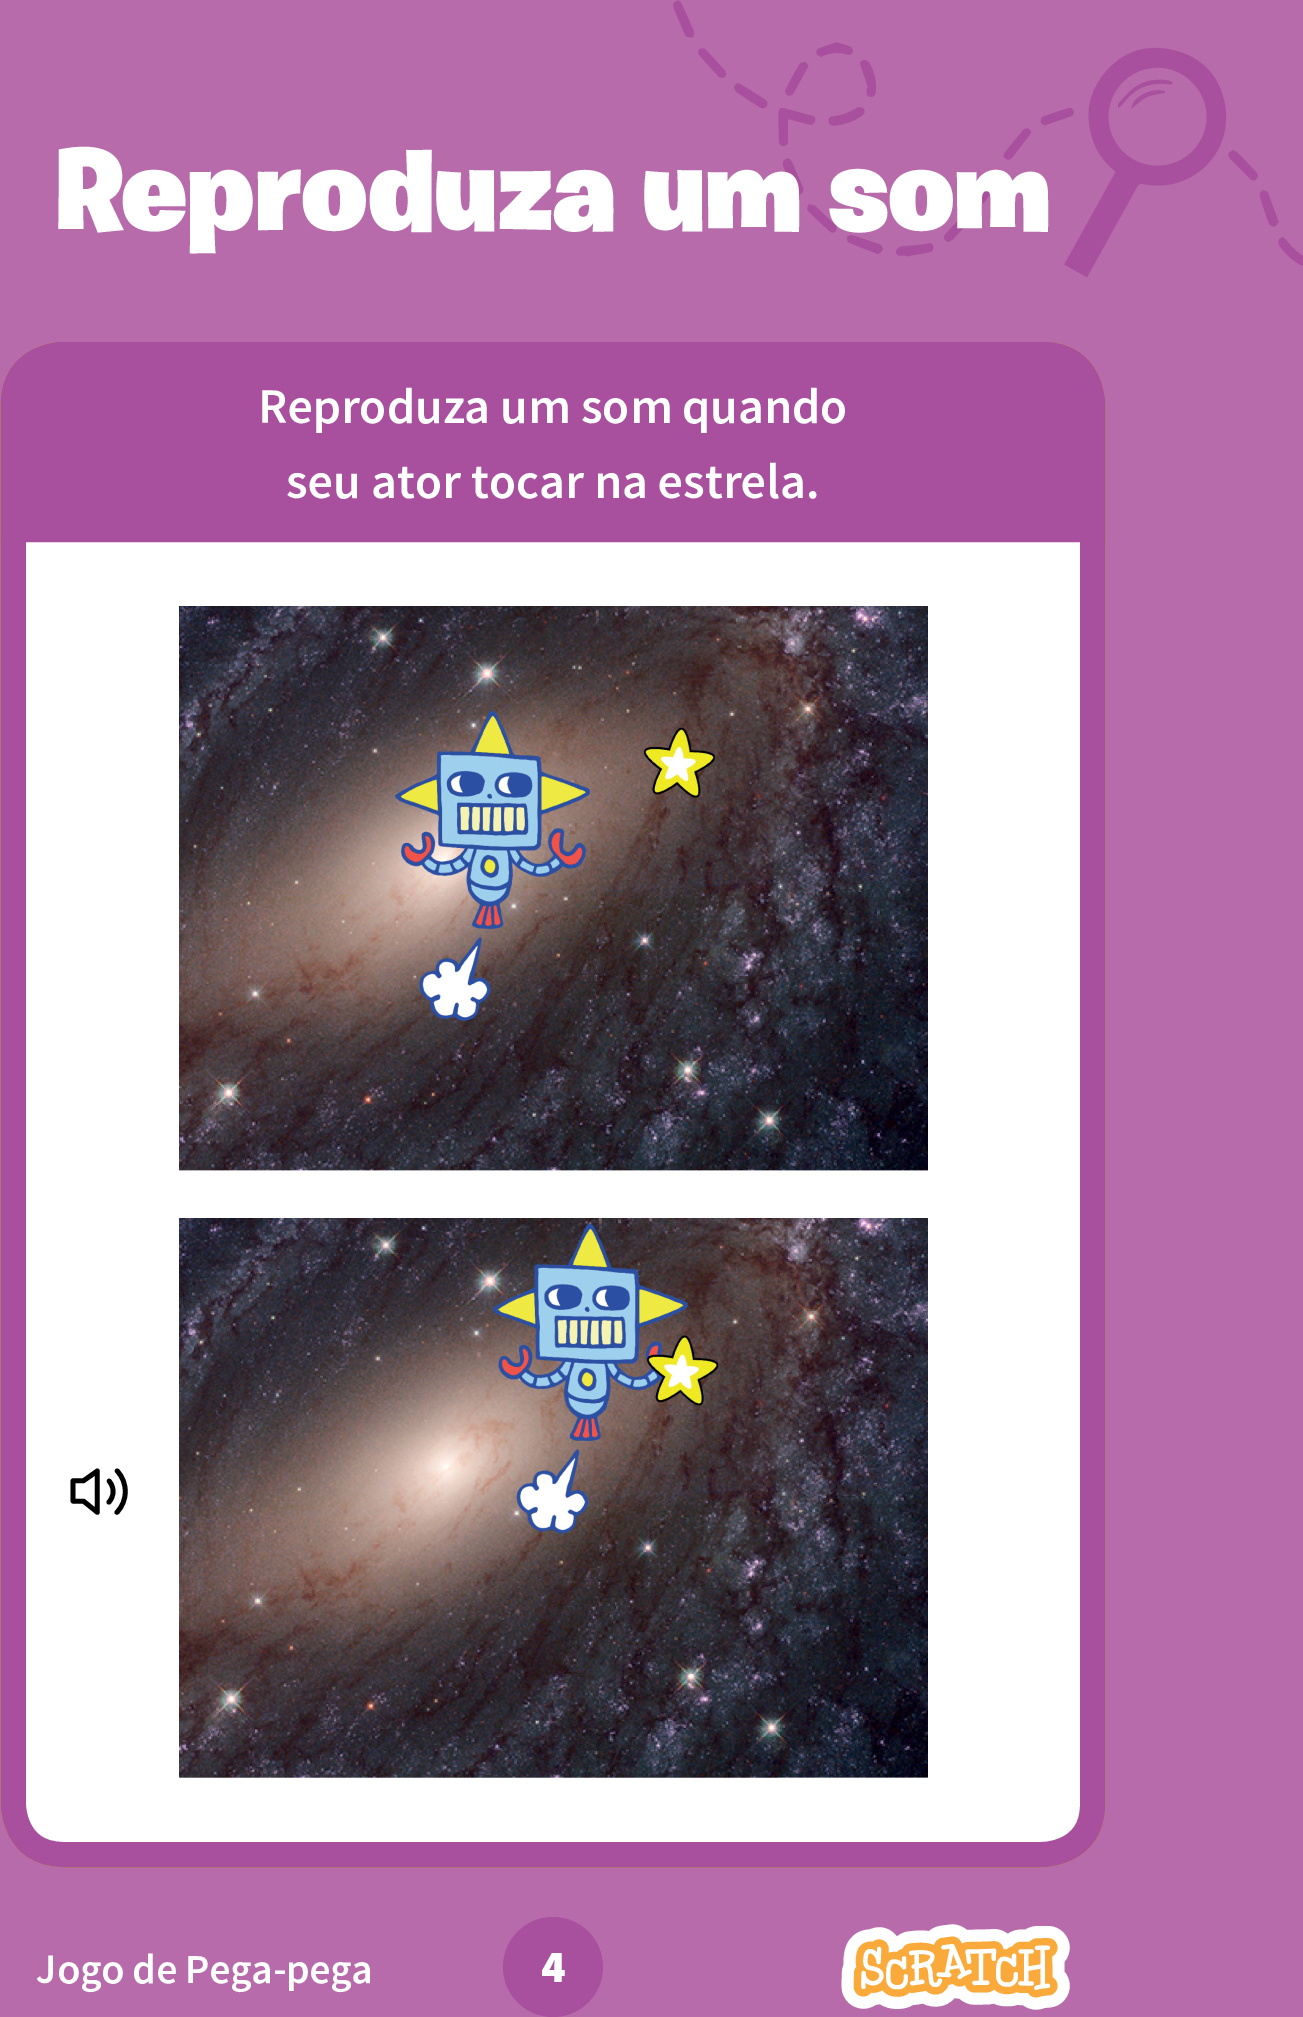 Reproduza um som
Reproduza um som quando
seu ator tocar na estrela.
Jogo de Pega-pega
4
SCRATCH